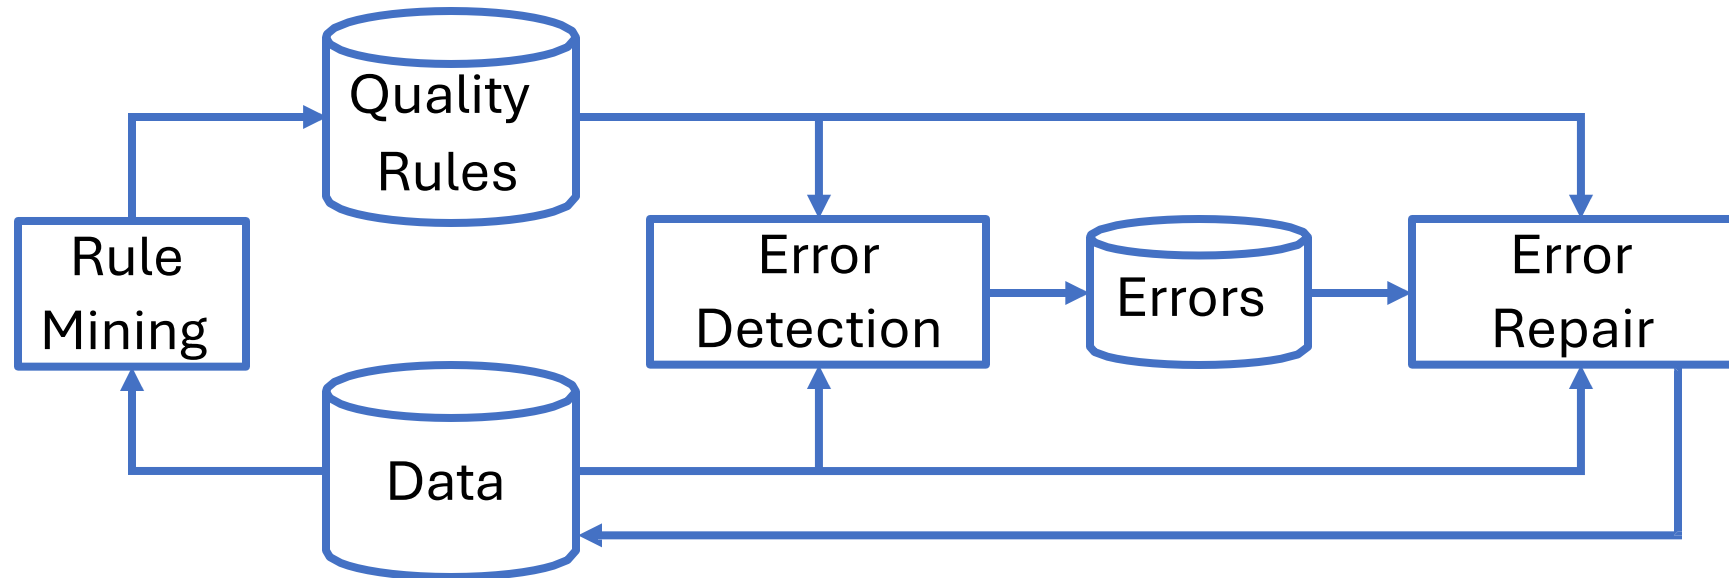 Quality
Rules
Rule
Mining
Error
Detection
Errors
Error
Repair
Data